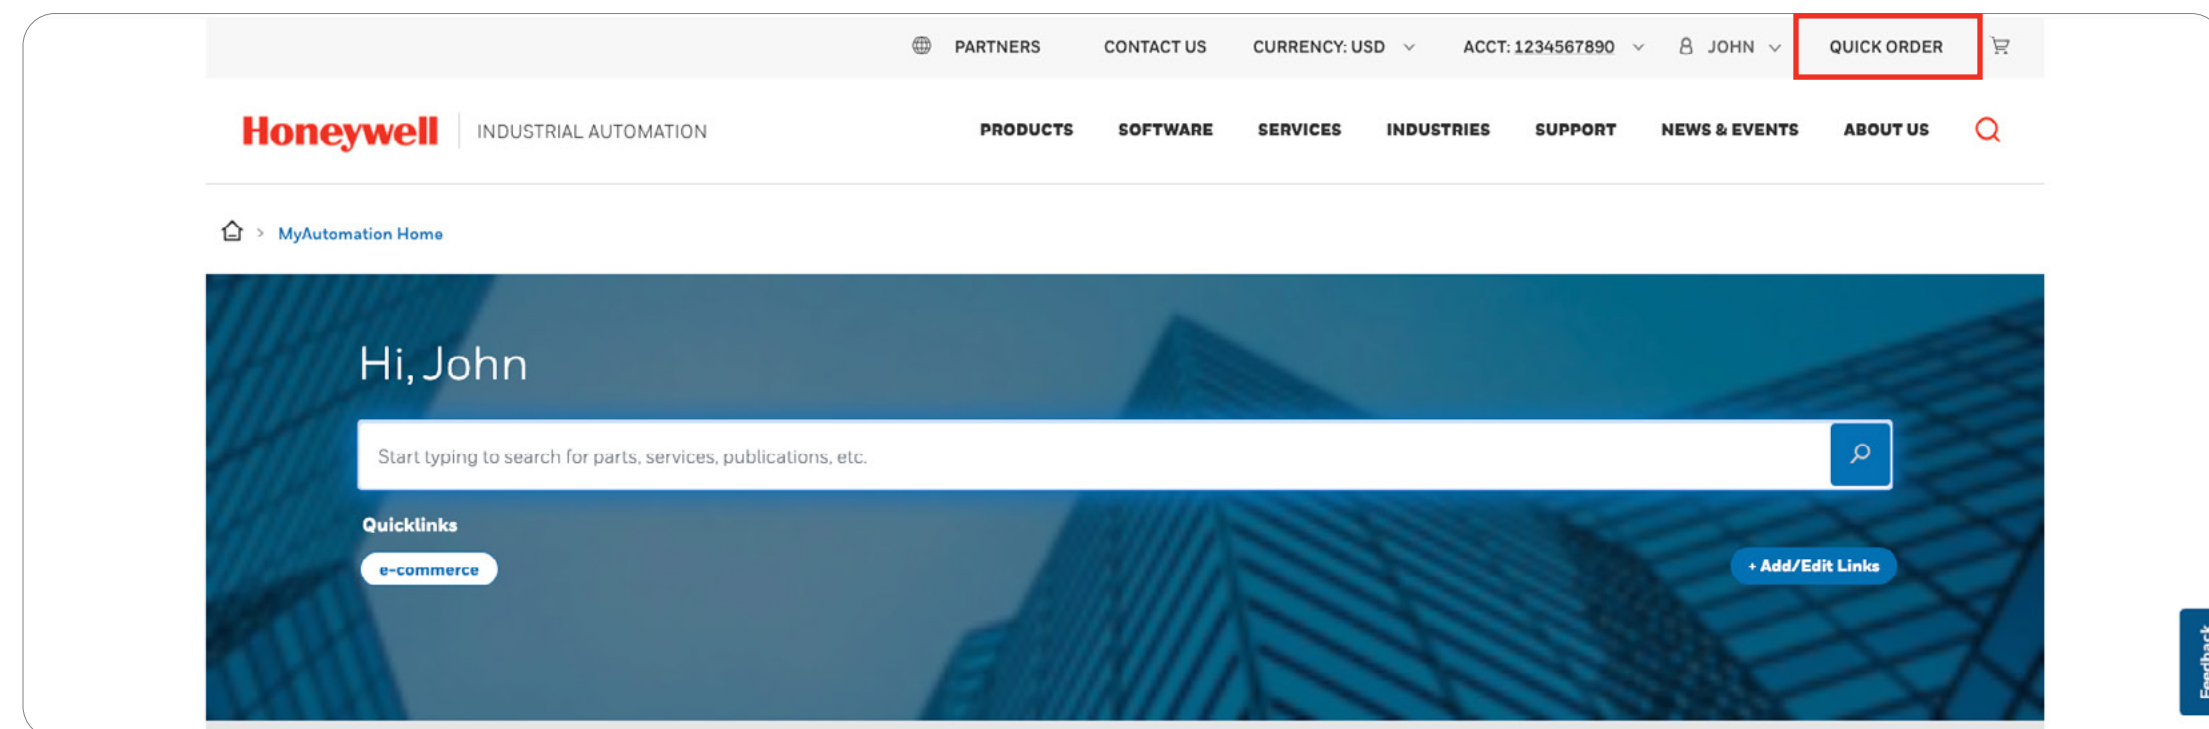 PARTNERS CONTACT US CURRENCY: USD ACCT: 1234567890 JOHN QUICK ORDER
Honeywell INDUSTRIAL AUTOMATION PRODUCTS SOFTWARE SERVICES INDUSTRIES SUPPORT NEWS & EVENTS ABOUT US
> MyAutomation Home
Hi, John
Start typing to search for parts, services, publications, etc.
Quicklinks
e-commerce + Add/Edit Links
Feedback